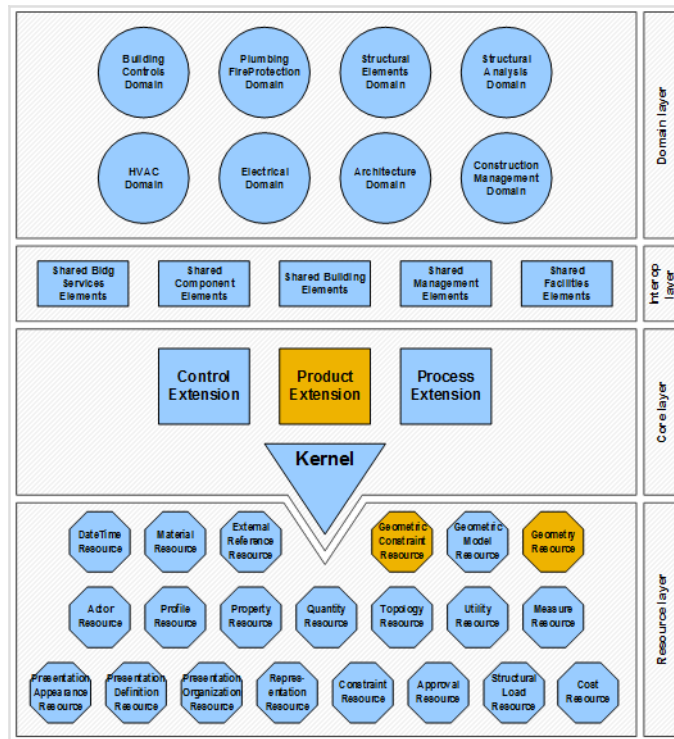 Building
Controls
Domain
Plumbing
FireProtection
Domain
Structural
Elements
Domain
Structural
Analysis
Domain
HVAC
Domain
Electrical
Domain
Architecture
Domain
Construction
Management
Domain
Domain layer
Shared Bldg
Services
Elements
Shared
Component
Elements
Shared Building
Elements
Shared
Management
Elements
Shared
Facilities
Elements
Interop
layer
Control
Extension
Product
Extension
Process
Extension
Kernel
Core layer
DateTime
Resource
Material
Resource
External
Reference
Resource
Geometric
Constraint
Resource
Geometric
Model
Resource
Geometry
Resource
Actor
Resource
Profile
Resource
Property
Resource
Quantity
Resource
Topology
Resource
Utility
Resource
Measure
Resource
Presentation
Appearance
Resource
Presentation
Definition
Resource
Presentation
Organization
Resource
Represen-
tation
Resource
Constraint
Resource
Approval
Resource
Structural
Load
Resource
Cost
Resource
Resource layer